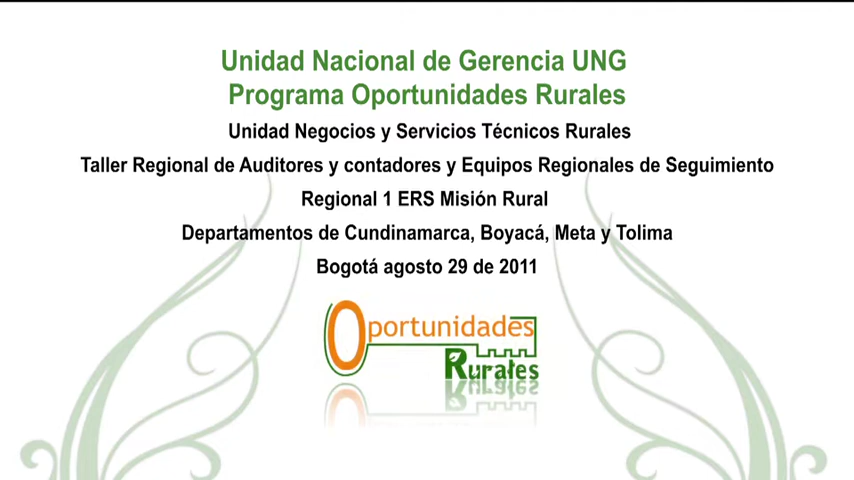 Unidad Nacional de Gerencia UNG
Programa Oportunidades Rurales
Unidad Negocios y Servicios Técnicos Rurales
Taller Regional de Auditores y contadores y Equipos Regionales de Seguimiento
Regional 1 ERS Misión Rural
Departamentos de Cundinamarca, Boyacá, Meta y Tolima
Bogotá agosto 29 de 2011
Oportunidades
Rurales